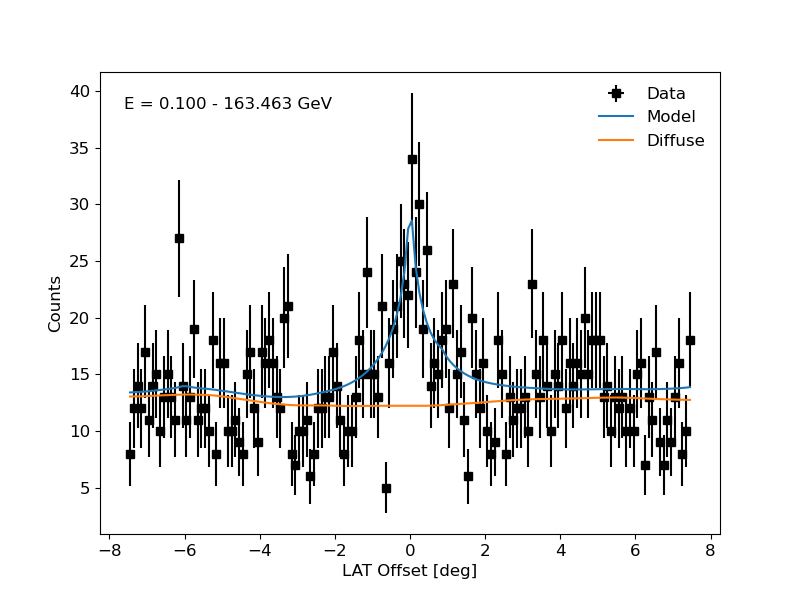 E = 0.100 - 163.463 GeV
Data
Model
Diffuse
Counts
40
35
30
25
20
15
10
5
−8 −6 −4 −2 0 2 4 6 8
LAT Offset [deg]